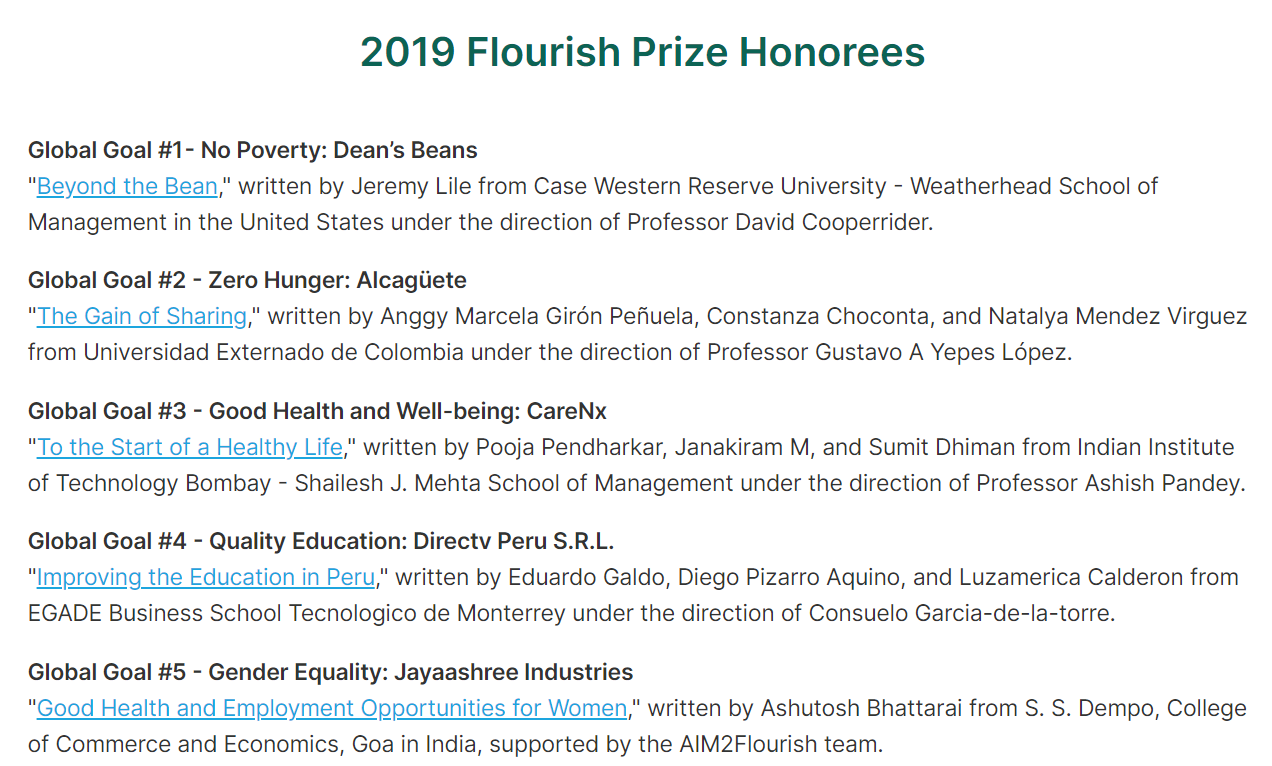 2019 Flourish Prize Honorees
Global Goal #1- No Poverty: Dean’s Beans
"Beyond the Bean," written by Jeremy Lile from Case Western Reserve University - Weatherhead School of
Management in the United States under the direction of Professor David Cooperrider.
Global Goal #2 - Zero Hunger: Alcagüete
"The Gain of Sharing," written by Anggy Marcela Girón Peñuela, Constanza Choconta, and Natalya Mendez Virguez
from Universidad Externado de Colombia under the direction of Professor Gustavo A Yepes López.
Global Goal #3 - Good Health and Well-being: CareNx
"To the Start of a Healthy Life," written by Pooja Pendharkar, Janakiram M, and Sumit Dhiman from Indian Institute
of Technology Bombay - Shailesh J. Mehta School of Management under the direction of Professor Ashish Pandey.
Global Goal #4 - Quality Education: Directv Peru S.R.L.
"Improving the Education in Peru," written by Eduardo Galdo, Diego Pizarro Aquino, and Luzamerica Calderon from
EGADE Business School Tecnologico de Monterrey under the direction of Consuelo Garcia-de-la-torre.
Global Goal #5 - Gender Equality: Jayaashree Industries
"Good Health and Employment Opportunities for Women," written by Ashutosh Bhattarai from S. S. Dempo, College
of Commerce and Economics, Goa in India, supported by the AIM2Flourish team.